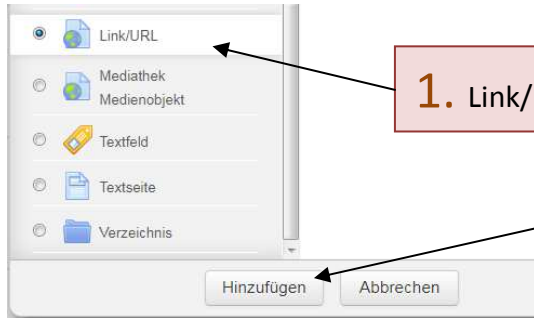 Link/URL
1. Link/
Mediathek
Medienobjekt
Textfeld
Textseite
Verzeichnis
Hinzufügen Abbrechen